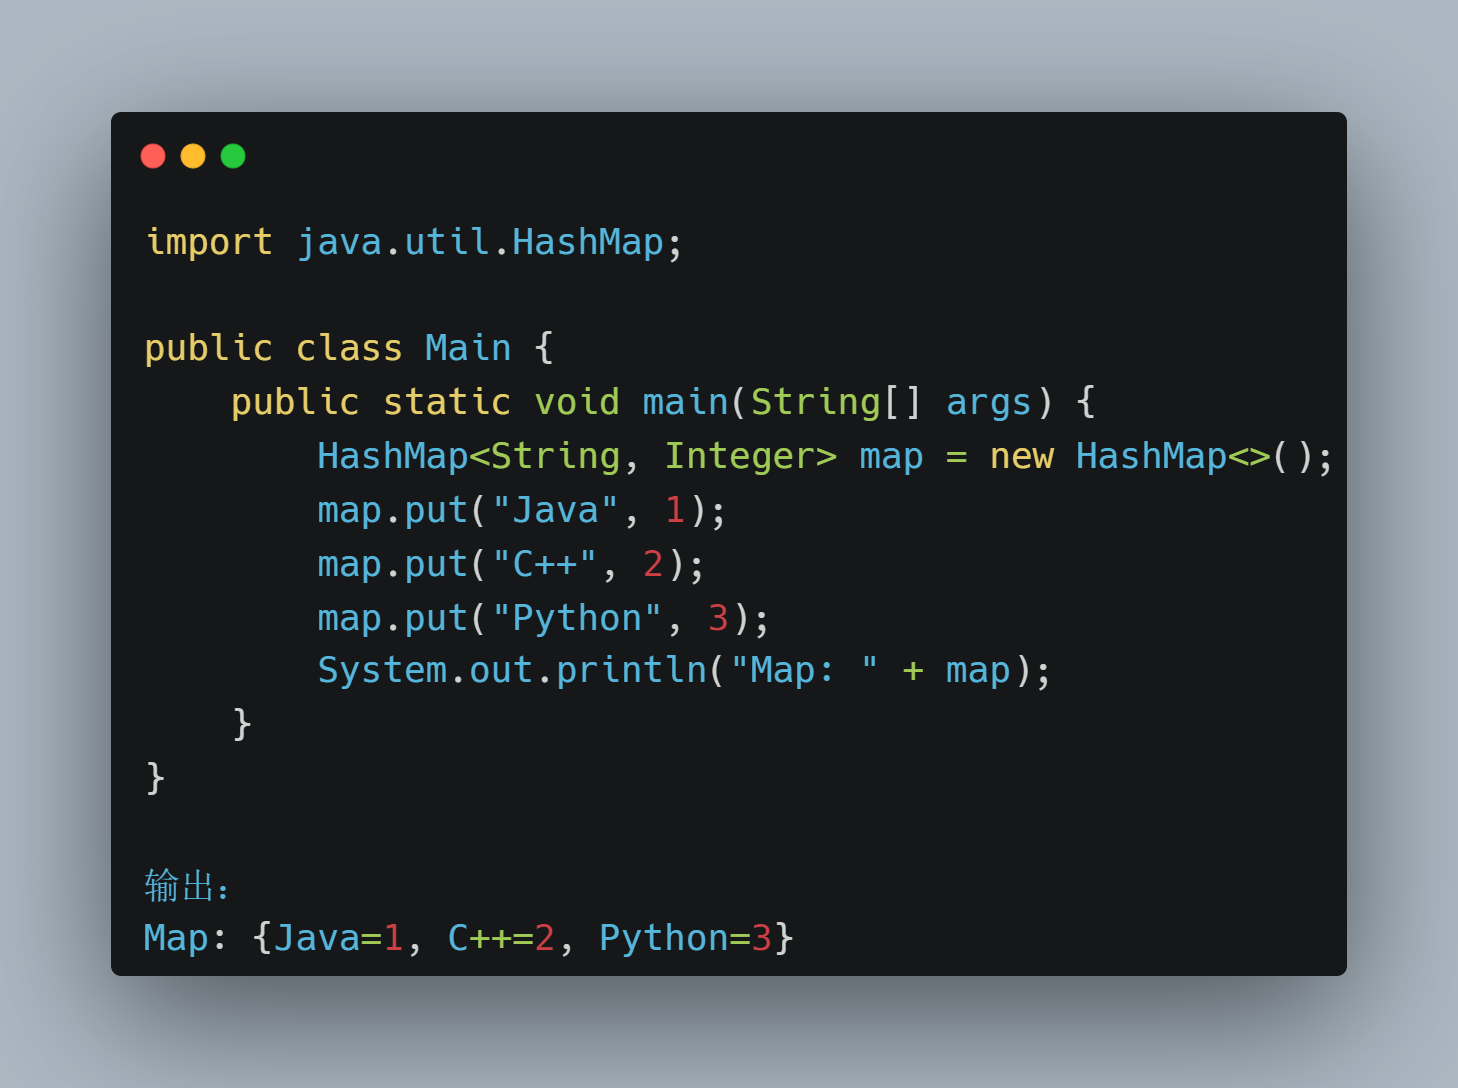 import java.util.HashMap;
public class Main {
    public static void main(String[] args) {
        HashMap<String, Integer> map = new HashMap<>();
        map.put("Java", 1);
        map.put("C++", 2);
        map.put("Python", 3);
        System.out.println("Map: " + map);
    }
}
输出：
Map: {Java=1, C++=2, Python=3}